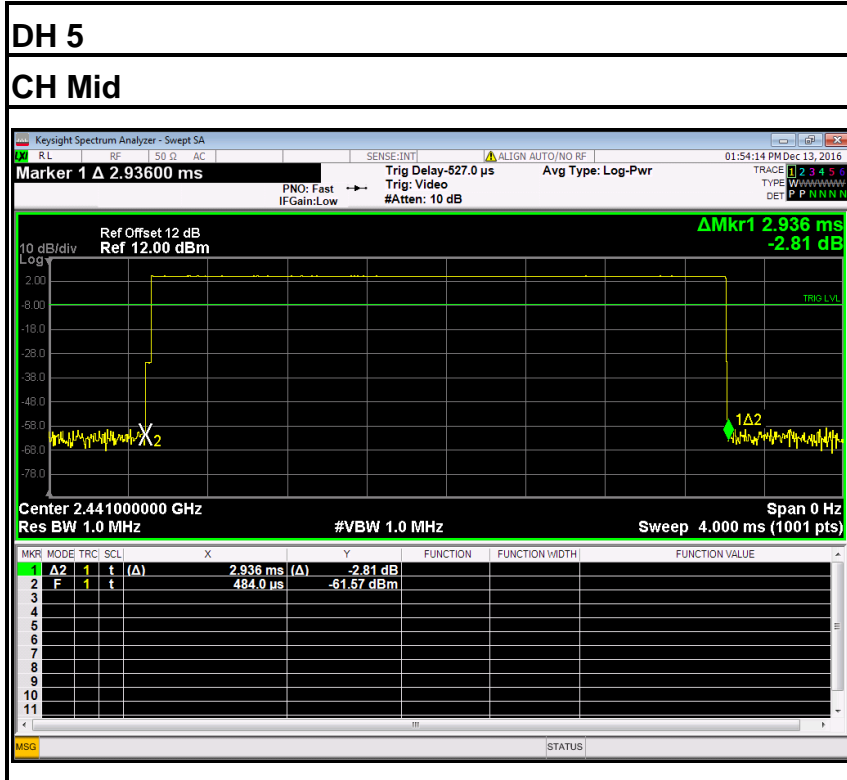 DH 5
CH Mid
Keysight Spectrum Analyzer - Swept SA
LXI RL RF 50 Ω AC SENSE:INT ALIGN AUTO/NO RF 01:54:14 PM Dec 13, 2016
Marker 1 Δ 2.93600 ms
PNO: Fast
IFGain:Low
Trig Delay-527.0 µs
Trig: Video
#Atten: 10 dB
Avg Type: Log-Pwr
TRACE 1 2 3 4 5 6
TYPE WWWWWW
DET P P N N N N
ΔMkr1 2.936 ms
-2.81 dB
Ref Offset 12 dB
10 dB/div Ref 12.00 dBm
Log
2.00
-8.00
TRIG LVL
-18.0
-28.0
-38.0
-48.0
-58.0
1Δ2
2
-68.0
-78.0
Center 2.441000000 GHz Span 0 Hz
Res BW 1.0 MHz #VBW 1.0 MHz Sweep 4.000 ms (1001 pts)
MKR MODE TRC SCL X Y FUNCTION FUNCTION WIDTH FUNCTION VALUE
1 Δ2 1 t (Δ) 2.936 ms (Δ) -2.81 dB
2 F 1 t 484.0 µs -61.57 dBm
3
4
5
6
7
8
9
10
11
MSG STATUS